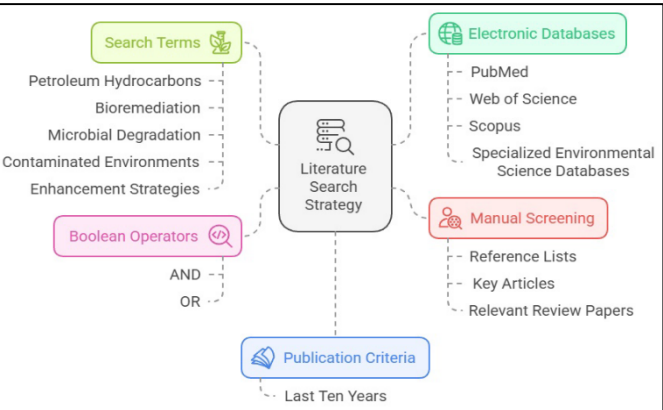 Search Terms
Petroleum Hydrocarbons
Bioremediation
Microbial Degradation
Contaminated Environments
Enhancement Strategies
Boolean Operators
AND
OR
Literature
Search
Strategy
Electronic Databases
PubMed
Web of Science
Scopus
Specialized Environmental
Science Databases
Manual Screening
Reference Lists
Key Articles
Relevant Review Papers
Publication Criteria
Last Ten Years